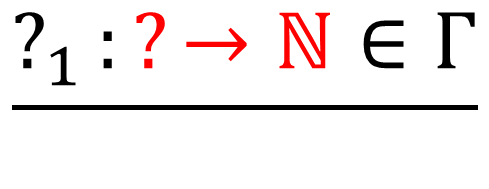 ?₁ : ? → ℕ ∈ Γ